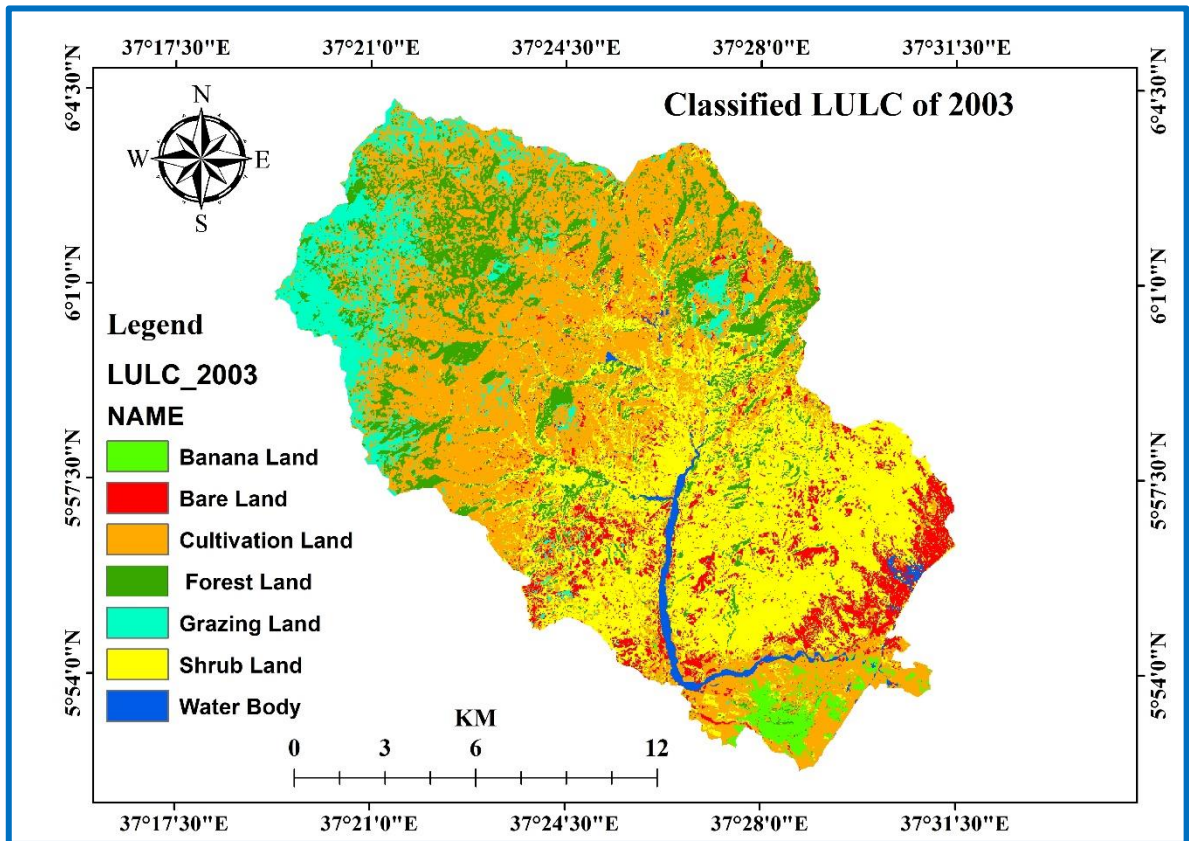 37°17'30"E 37°21'0"E 37°24'30"E 37°28'0"E 37°31'30"E
6°4'30"N
6°4'30"N
Classified LULC of 2003
N
W E
S
6°1'0"N
6°1'0"N
Legend
LULC_2003
NAME
Banana Land
Bare Land
Cultivation Land
Forest Land
Grazing Land
Shrub Land
Water Body
5°57'30"N
5°57'30"N
5°54'0"N
5°54'0"N
KM
0 3 6 12
37°17'30"E 37°21'0"E 37°24'30"E 37°28'0"E 37°31'30"E